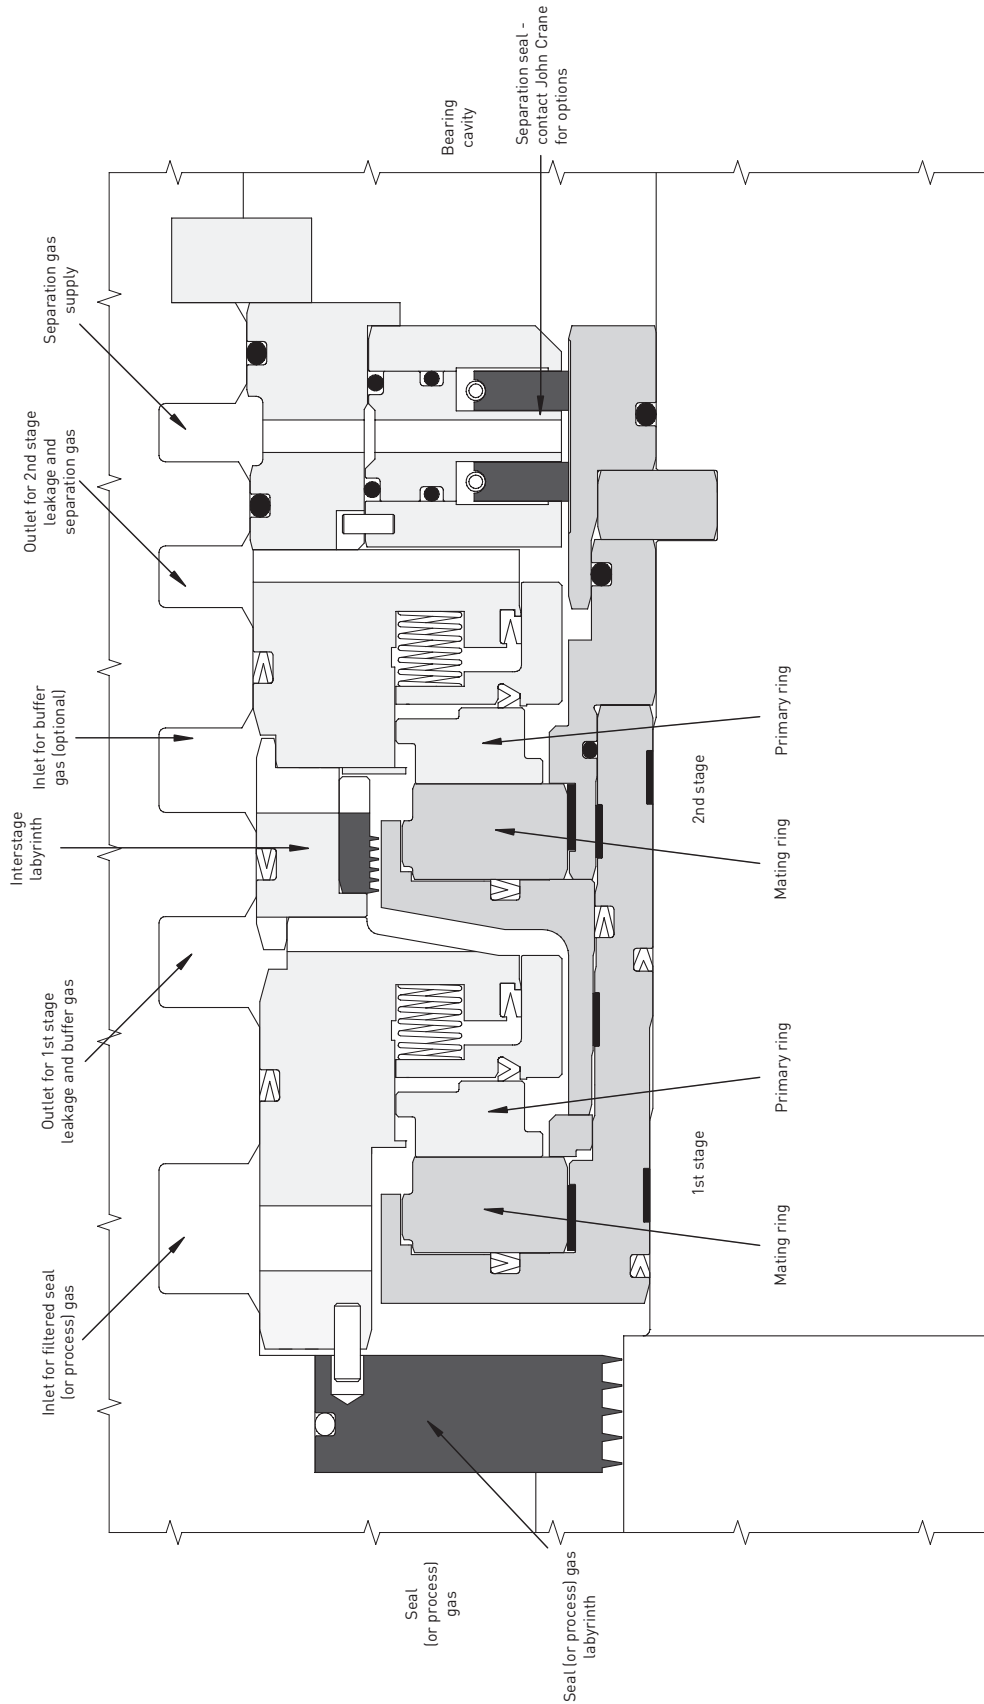 Inlet for filtered seal
(or process) gas
Outlet for 1st stage
leakage and buffer gas
Interstage
labyrinth
Inlet for buffer
gas (optional)
Outlet for 2nd stage
leakage and
separation gas
Separation gas
supply
Seal
(or process)
gas
Bearing
cavity
Seal (or process) gas
labyrinth
Separation seal -
contact John Crane
for options
1st stage
2nd stage
Mating ring
Primary ring
Mating ring
Primary ring